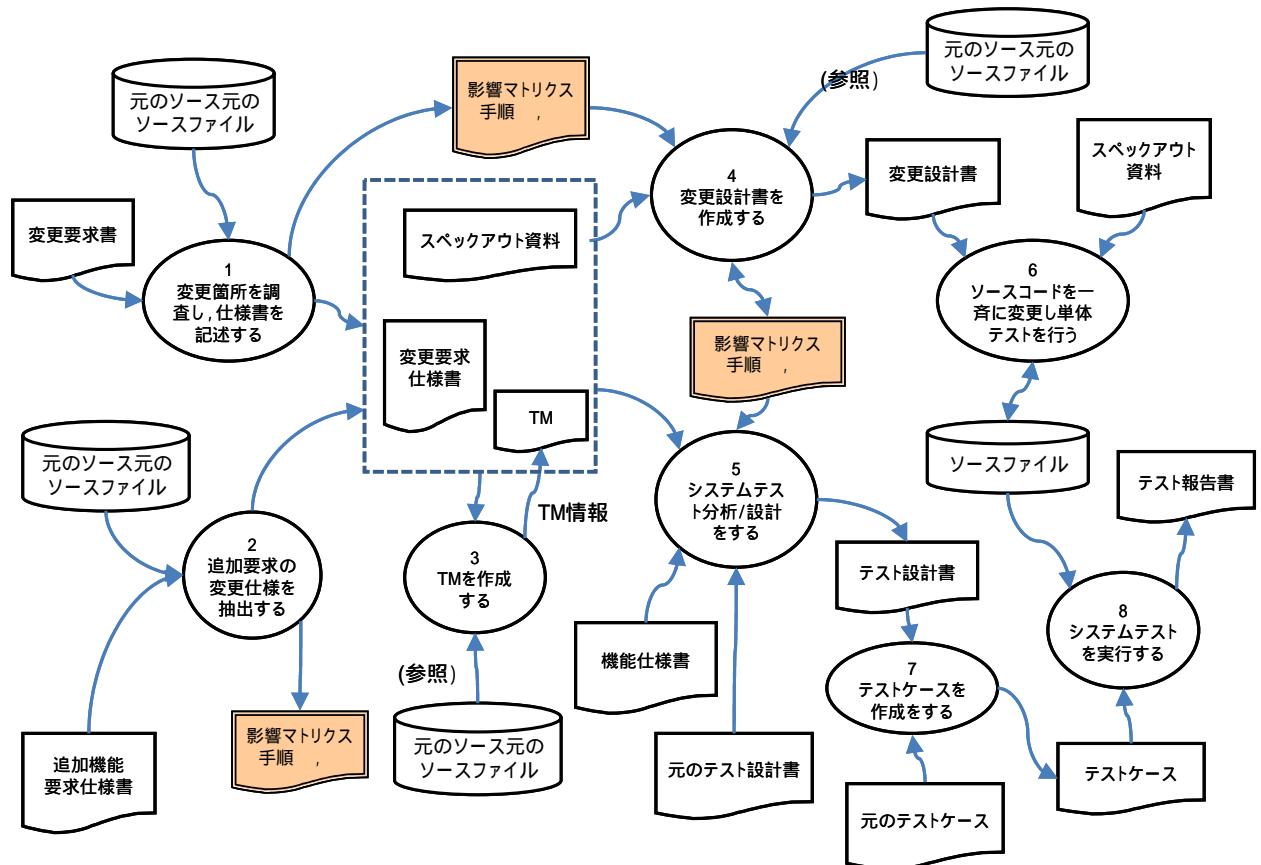 元のソース元の
ソースファイル
影響マトリクス
手順　,
(参照)
元のソース元の
ソースファイル
変更要求書
1
変更箇所を調
査し,仕様書を
記述する
スペックアウト資料
変更要求
仕様書
TM
4
変更設計書を
作成する
変更設計書
スペックアウト
資料
6
ソースコードを一
斉に変更し単体
テストを行う
影響マトリクス
手順　,
元のソース元の
ソースファイル
2
追加要求の
変更仕様を
抽出する
TM情報
3
TMを作成
する
5
システムテス
ト分析/設計
をする
ソースファイル
テスト報告書
テスト設計書
8
システムテスト
を実行する
追加機能
要求仕様書
影響マトリクス
手順　,
(参照)
元のソース元の
ソースファイル
機能仕様書
元のテスト設計書
7
テストケースを
作成をする
元のテストケース
テストケース